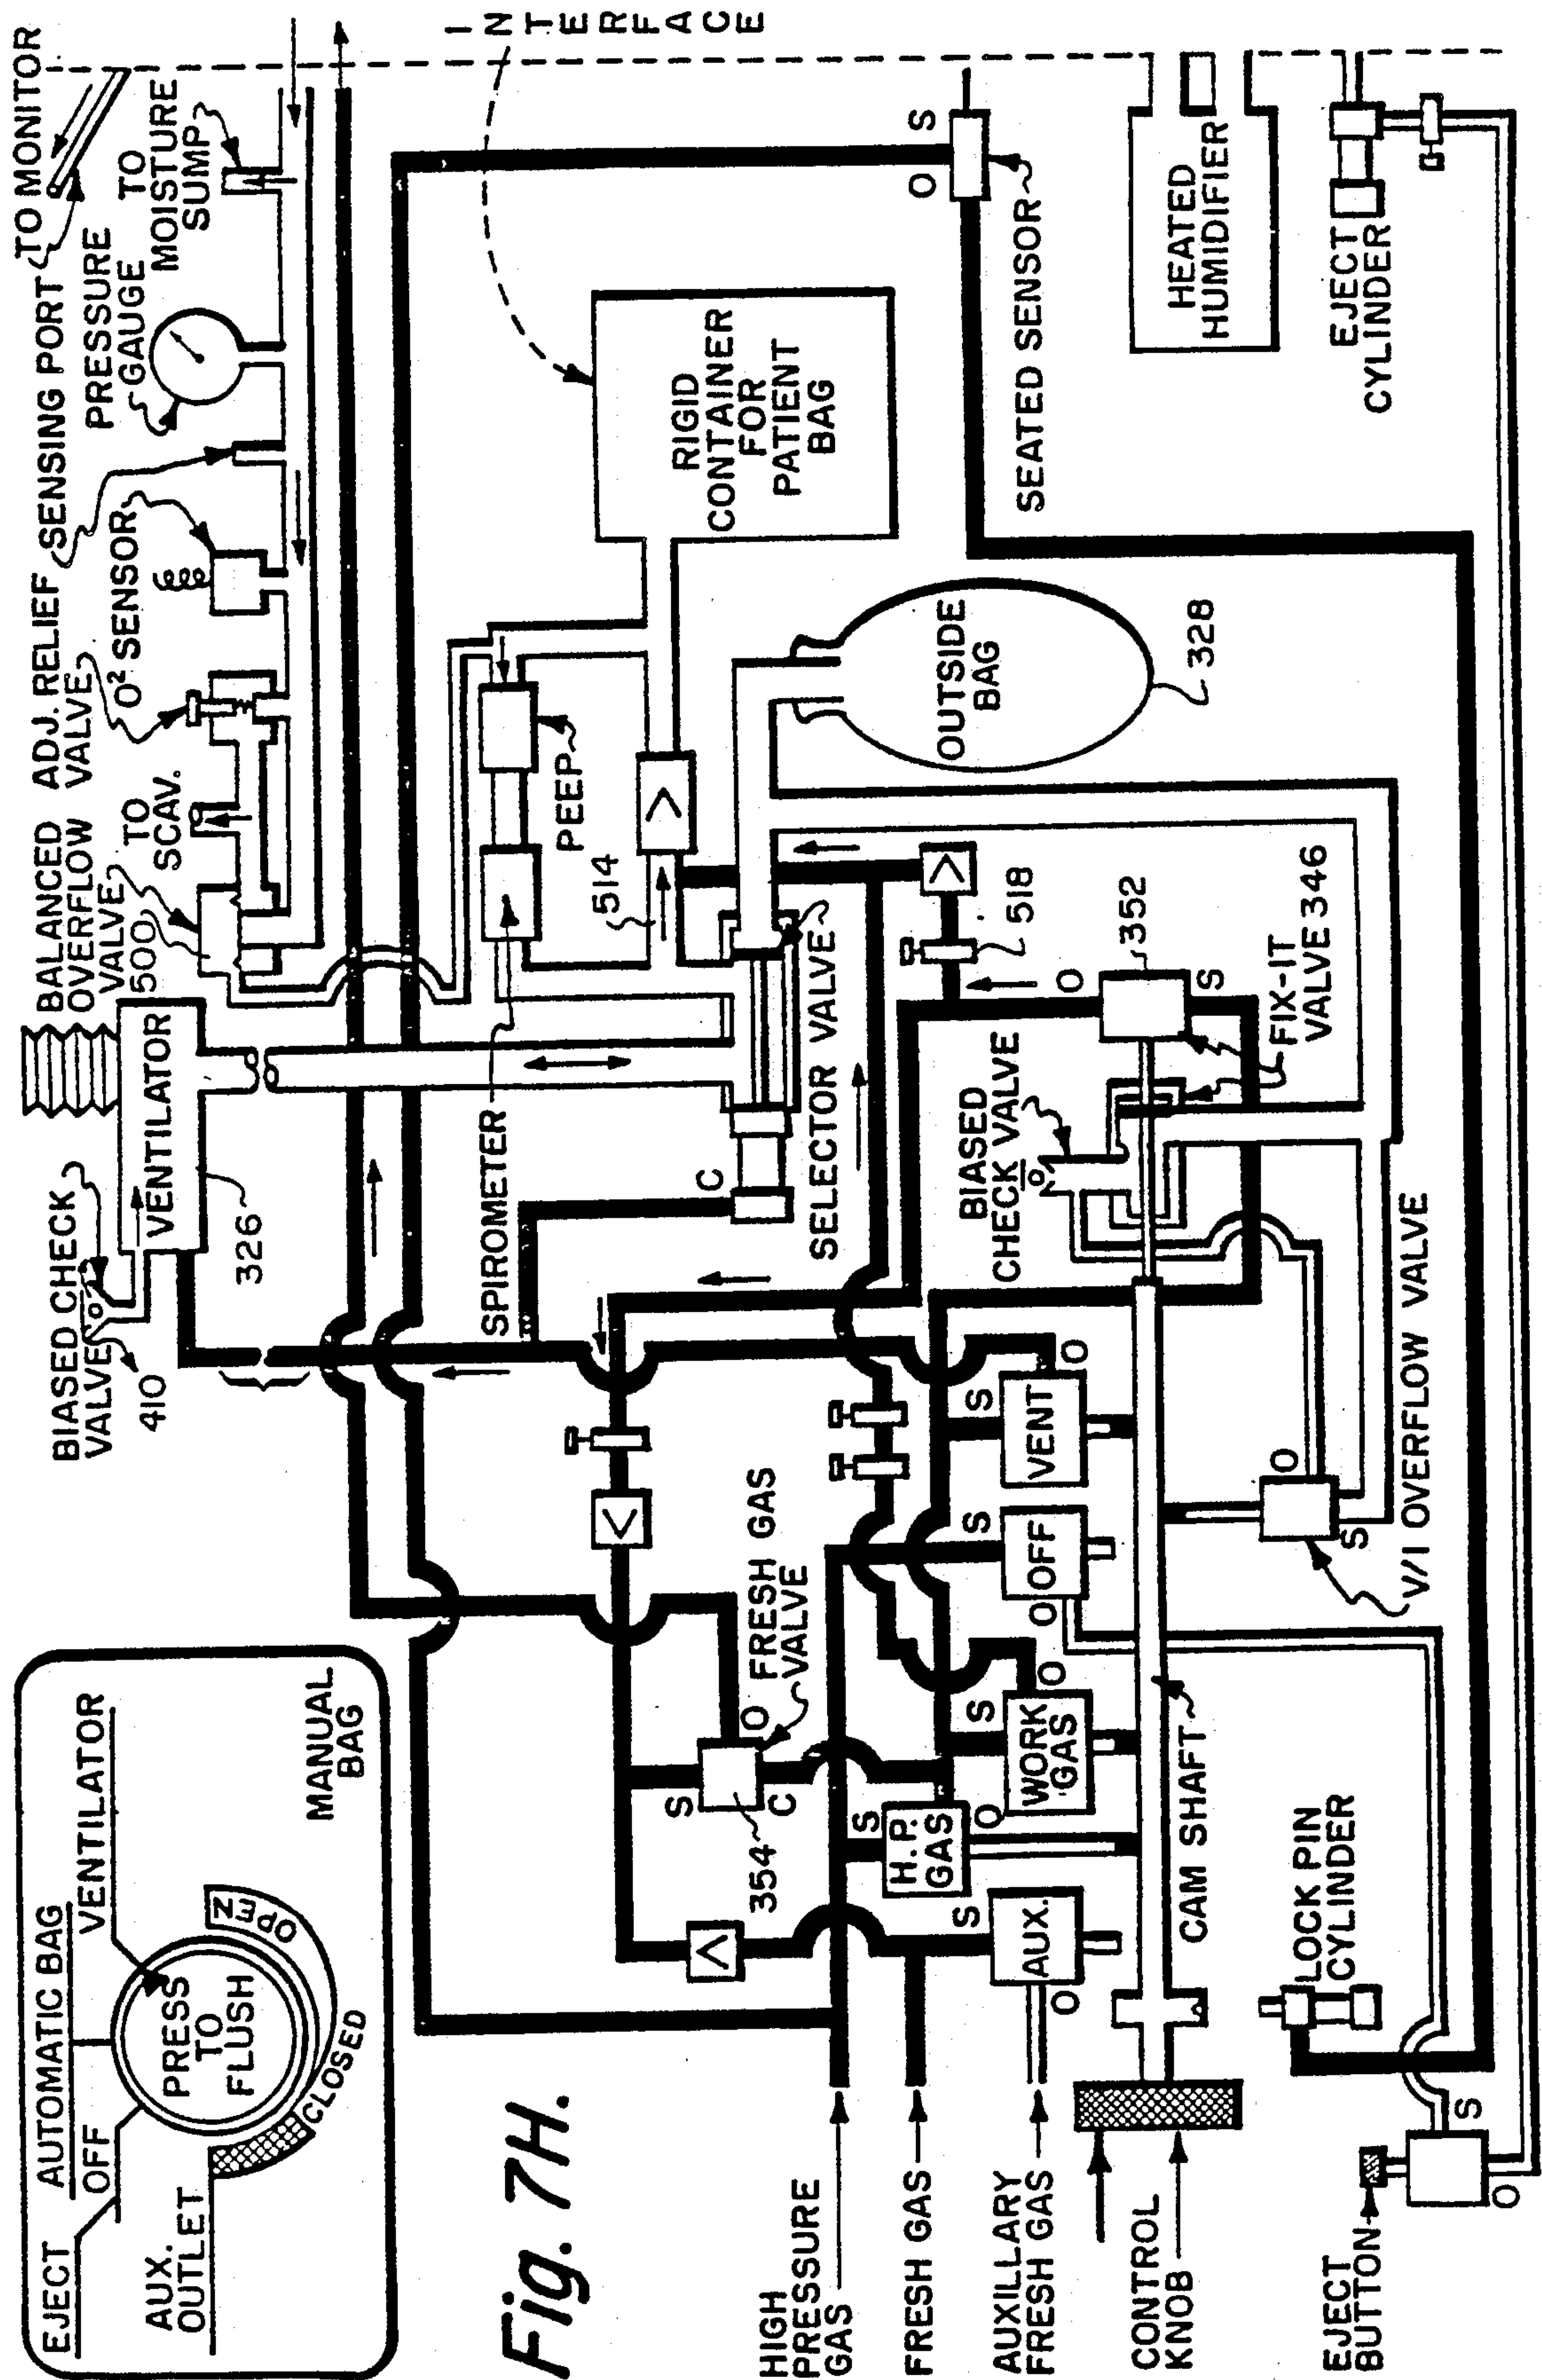 EJECT
AUTOMATIC BAG
OFF
VENTILATOR
AUX.
OUTLET
PRESS
TO
FLUSH
OPEN
CLOSED
MANUAL
BAG
Fig. 7H.
BIASED CHECK
VALVE
410
VENTILATOR
326
BALANCED
OVERFLOW
VALVE
500
ADJ. RELIEF
VALVE
TO
SCAV.
O² SENSOR
SENSING PORT
PRESSURE
GAUGE
TO MONITOR
TO
MOISTURE
SUMP
INTERFACE
SPIROMETER
PEEP
514
RIGID
CONTAINER
FOR
PATIENT
BAG
C
SELECTOR VALVE
OUTSIDE
BAG
328
O
S
SEATED SENSOR
518
O
S
352
FIX-IT
VALVE 346
BIASED
CHECK VALVE
HEATED
HUMIDIFIER
EJECT
CYLINDER
FRESH GAS
VALVE
S
O
C
354
HIGH
PRESSURE
GAS
FRESH GAS
AUXILLARY
FRESH GAS
S
H.P.
GAS
O
S
AUX.
O
S
WORK
GAS
O
S
OFF
O
S
VENT
O
CONTROL
KNOB
CAM SHAFT
LOCK PIN
CYLINDER
O
S
V/I OVERFLOW VALVE
EJECT
BUTTON
S
O